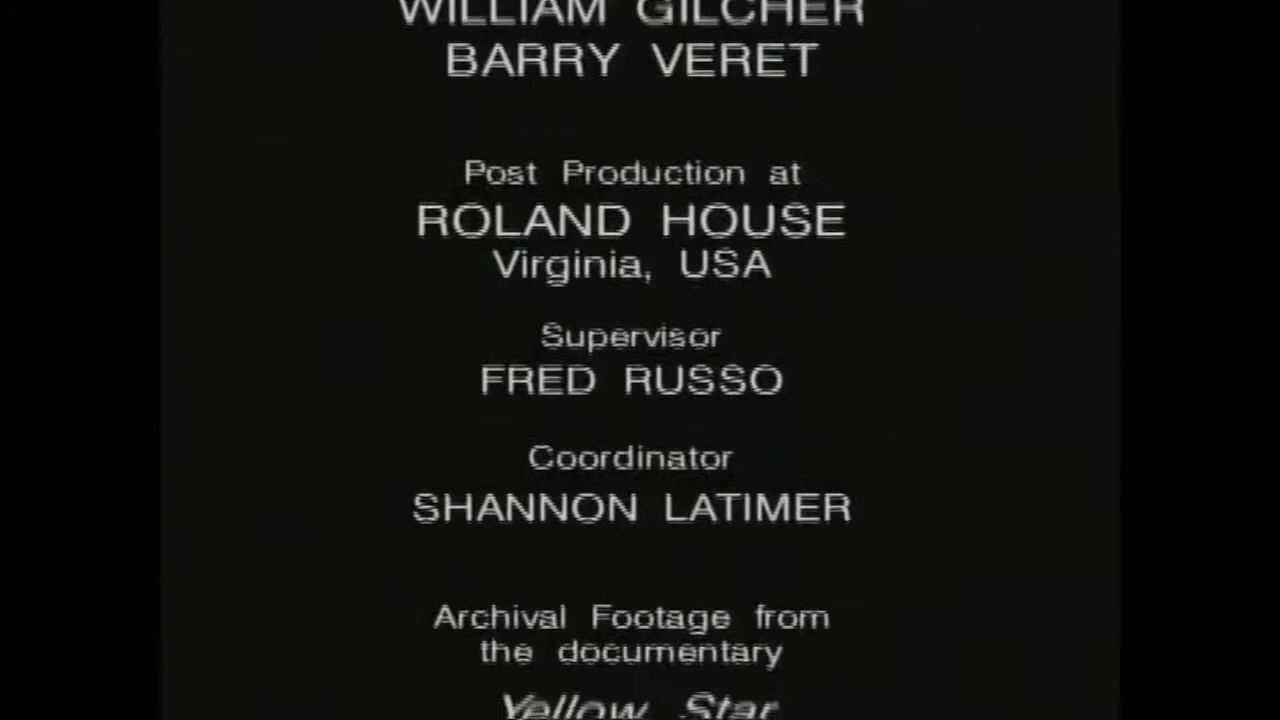 WILLIAM GILCHER
BARRY VERET
Post Production at
ROLAND HOUSE
Virginia, USA
Supervisor
FRED RUSSO
Coordinator
SHANNON LATIMER
Archival Footage from
the documentary
Yellow Star